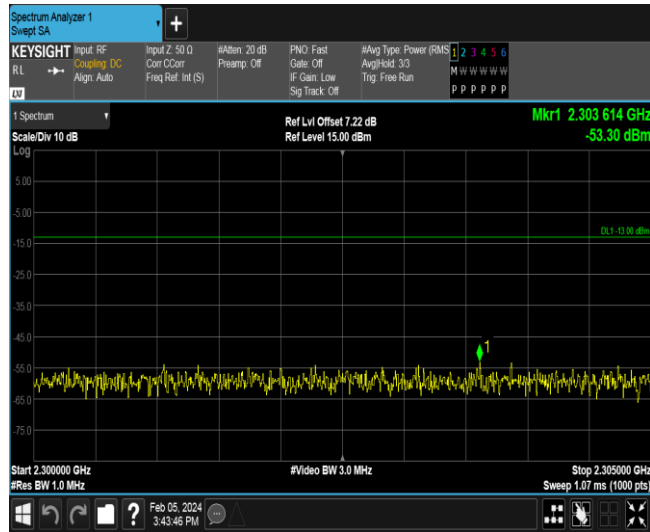 Spectrum Analyzer 1
Swept SA
+
KEYSIGHT
RL
LXI
Input: RF
Coupling: DC
Align: Auto
Input Z: 50 Ω
Corr CCorr
Freq Ref: Int (S)
#Atten: 20 dB
Preamp: Off
PNO: Fast
Gate: Off
IF Gain: Low
Sig Track: Off
#Avg Type: Power (RMS
Avg|Hold: 3/3
Trig: Free Run
1 2 3 4 5 6
M W W W W W
P P P P P P
1 Spectrum
Scale/Div 10 dB
Log
Ref Lvl Offset 7.22 dB
Ref Level 15.00 dBm
Mkr1 2.303 614 GHz
-53.30 dBm
5.00
-5.00
DL1 -13.00 dBm
-15.0
-25.0
-35.0
-45.0
1
-55.0
-65.0
-75.0
Start 2.300000 GHz
#Res BW 1.0 MHz
#Video BW 3.0 MHz
Stop 2.305000 GHz
Sweep 1.07 ms (1000 pts)
?
Feb 05, 2024
3:43:46 PM